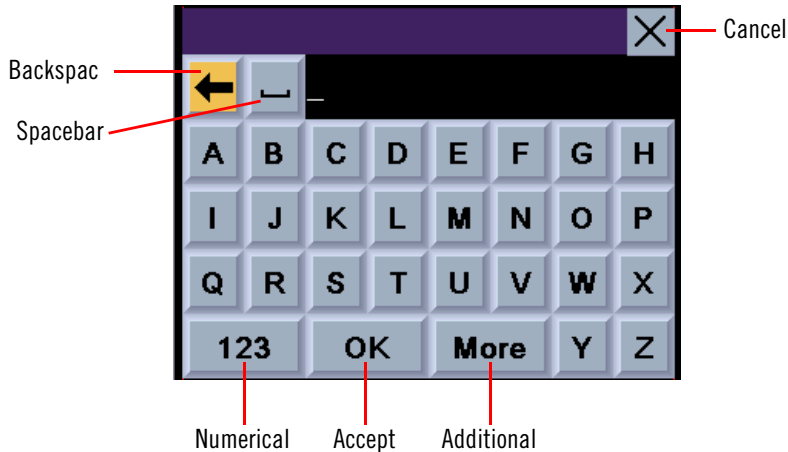 Cancel
Backspac
Spacebar
_
A B C D E F G H
I J K L M N O P
Q R S T U V W X
123 OK More Y Z
Numerical Accept Additional